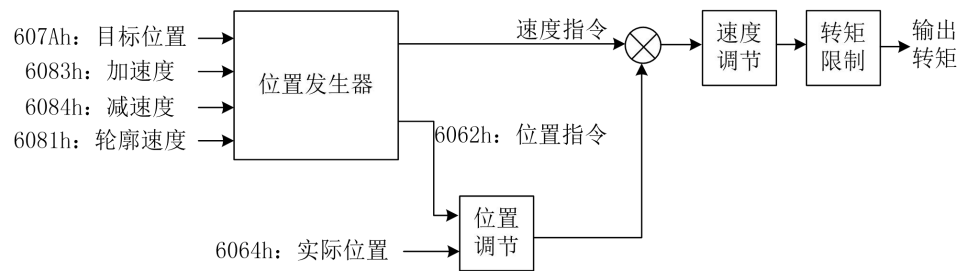 607Ah：目标位置
6083h：加速度
6084h：减速度
6081h：轮廓速度
位置发生器
速度指令
6062h：位置指令
6064h：实际位置
位置
调节
速度
调节
转矩
限制
输出
转矩